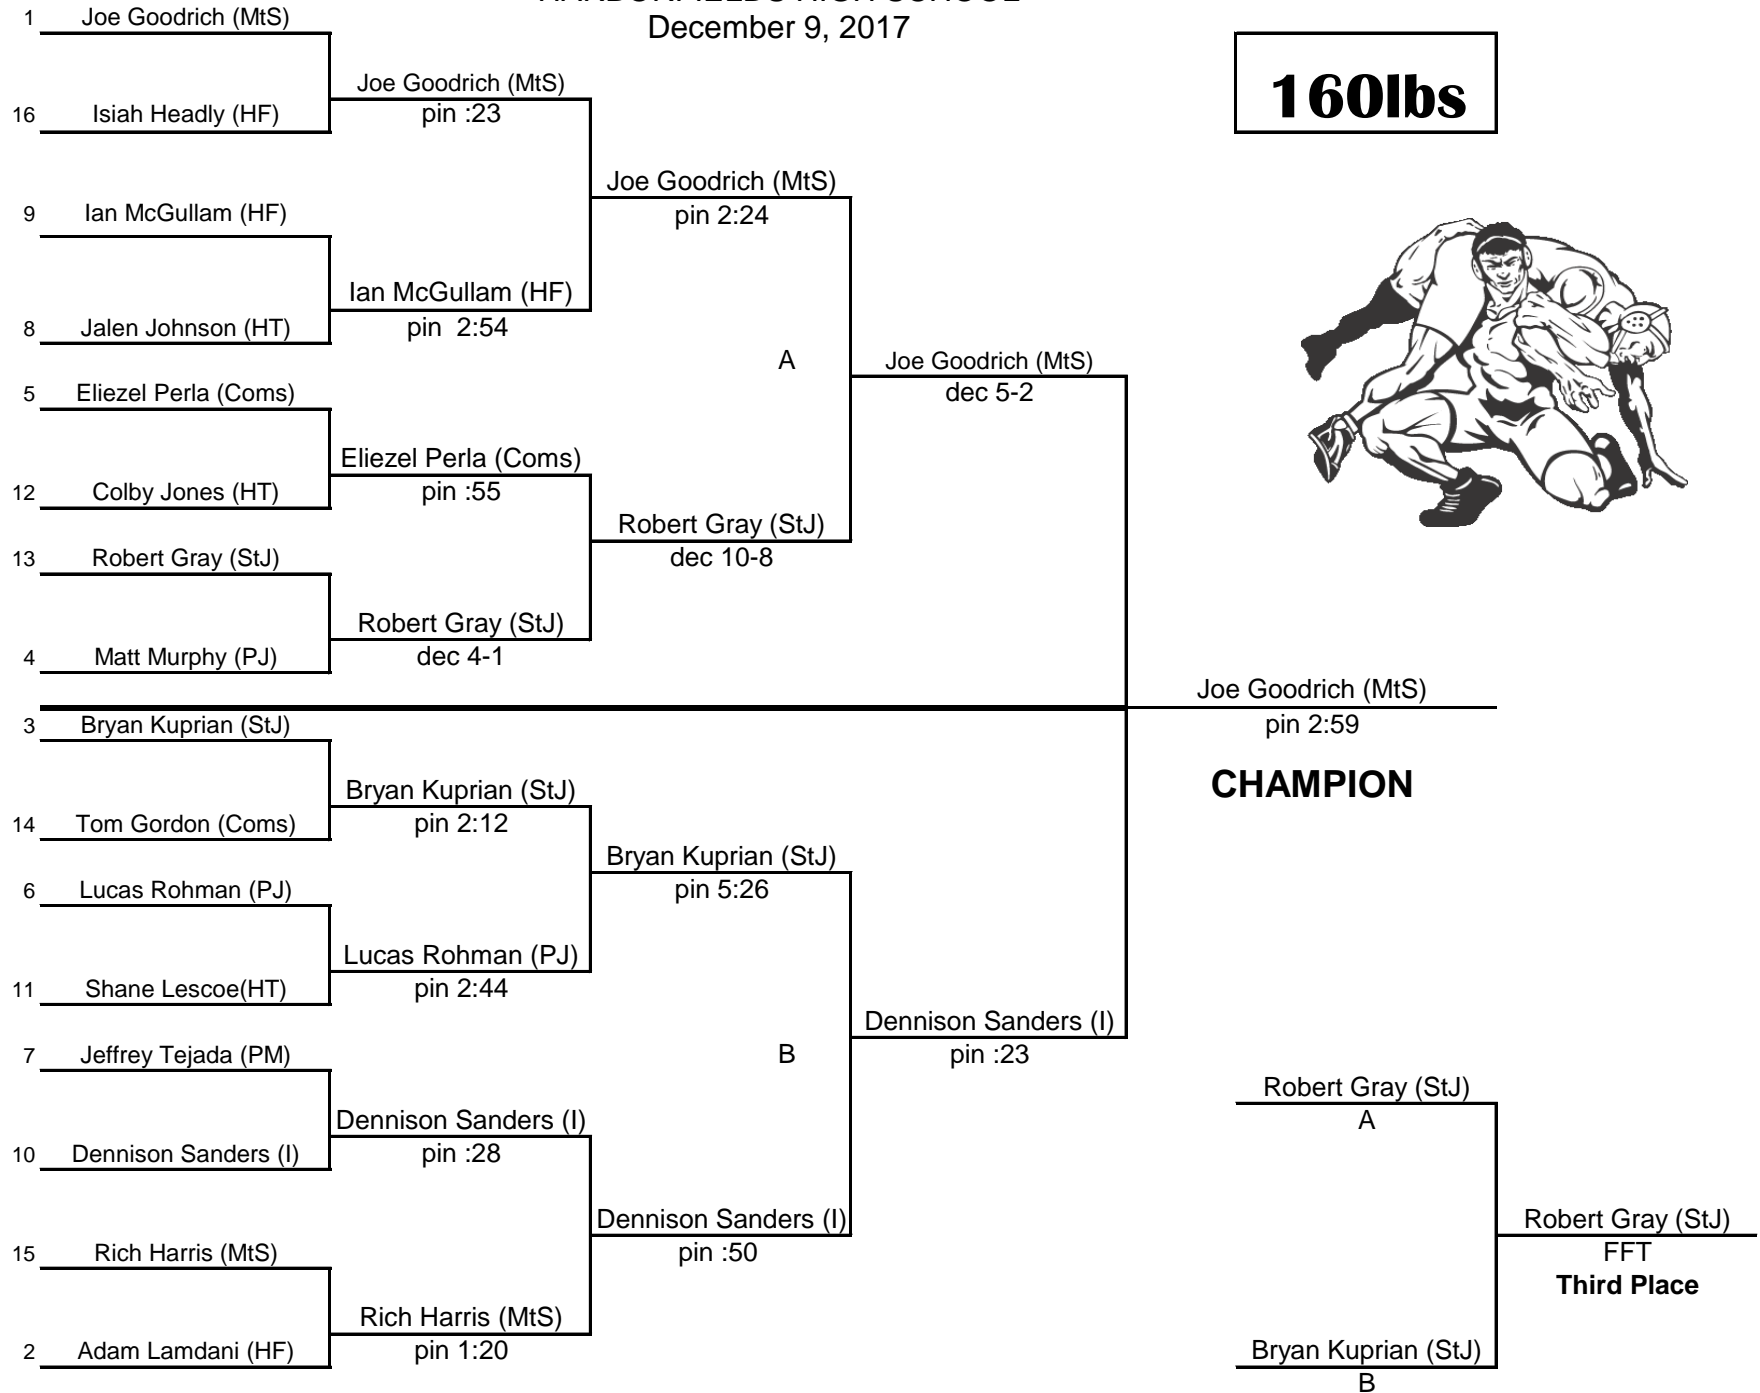 December 9, 2017
160lbs
1 Joe Goodrich (MtS)
16 Isiah Headly (HF)
Joe Goodrich (MtS)
pin :23
9 Ian McGullam (HF)
8 Jalen Johnson (HT)
Ian McGullam (HF)
pin  2:54
Joe Goodrich (MtS)
pin 2:24
5 Eliezel Perla (Coms)
12 Colby Jones (HT)
Eliezel Perla (Coms)
pin :55
13 Robert Gray (StJ)
4 Matt Murphy (PJ)
Robert Gray (StJ)
dec 4-1
Robert Gray (StJ)
dec 10-8
A
Joe Goodrich (MtS)
dec 5-2
3 Bryan Kuprian (StJ)
14 Tom Gordon (Coms)
Bryan Kuprian (StJ)
pin 2:12
6 Lucas Rohman (PJ)
11 Shane Lescoe(HT)
Lucas Rohman (PJ)
pin 2:44
Bryan Kuprian (StJ)
pin 5:26
7 Jeffrey Tejada (PM)
10 Dennison Sanders (I)
Dennison Sanders (I)
pin :28
15 Rich Harris (MtS)
2 Adam Lamdani (HF)
Rich Harris (MtS)
pin 1:20
Dennison Sanders (I)
pin :50
B
Dennison Sanders (I)
pin :23
Joe Goodrich (MtS)
pin 2:59
CHAMPION
Robert Gray (StJ)
A
Bryan Kuprian (StJ)
B
Robert Gray (StJ)
FFT
Third Place